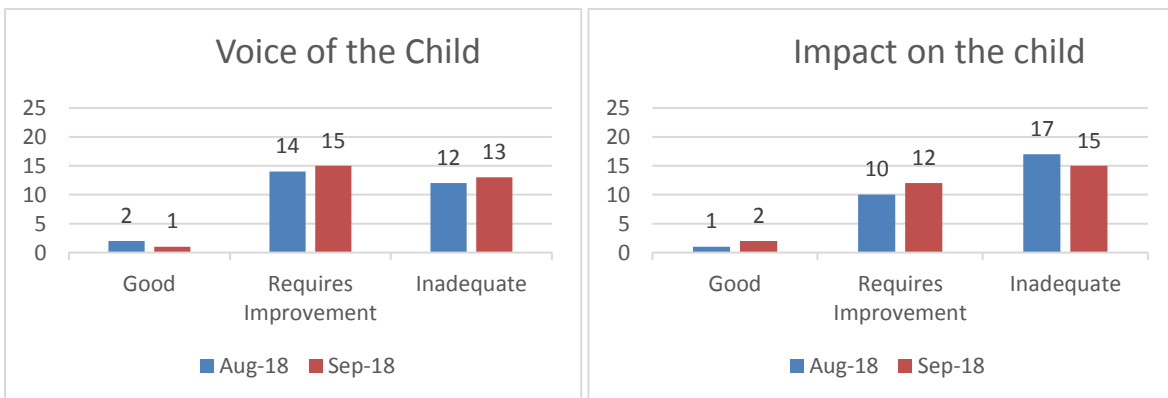 Voice of the Child
25
20
15
10
5
0
2
1
14
15
12
13
Good
Requires
Improvement
Inadequate
Aug-18
Sep-18
Impact on the child
25
20
15
10
5
0
1
2
10
12
17
15
Good
Requires
Improvement
Inadequate
Aug-18
Sep-18